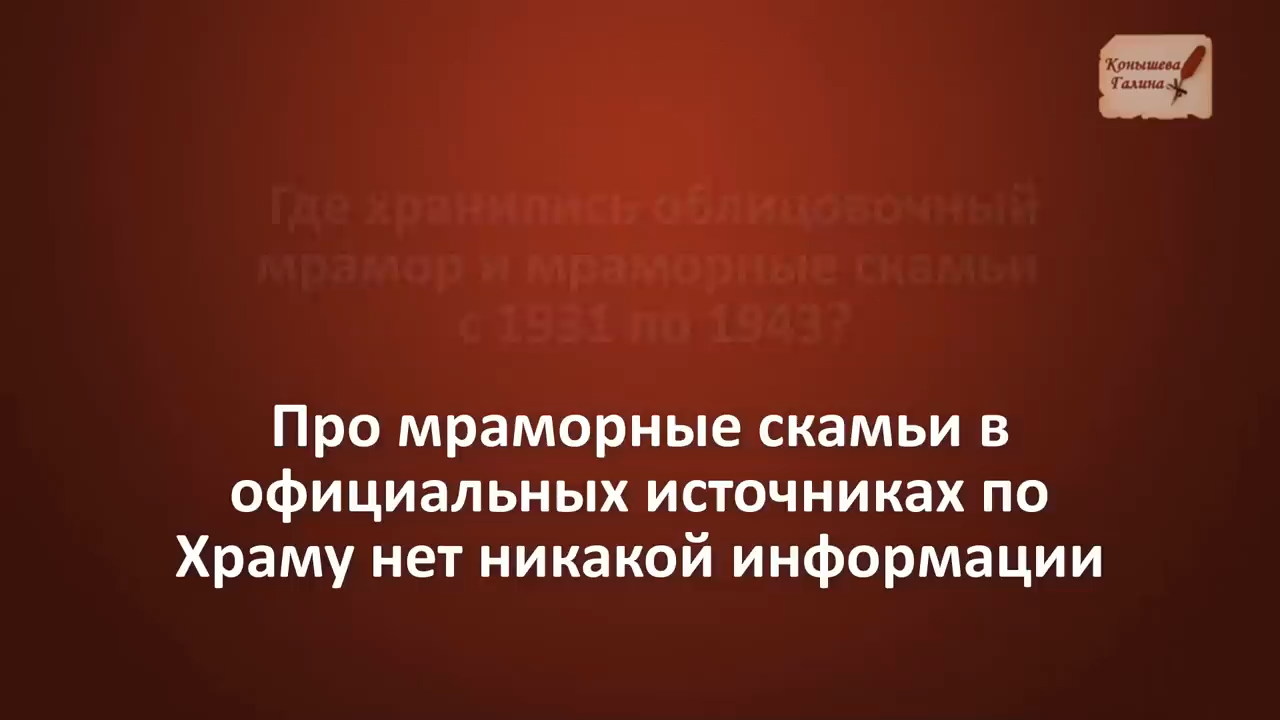 Конышева
Галина
Где хранились облицовочный
мрамор и мраморные скамьи
с 1931 по 1943?
Про мраморные скамьи в
официальных источниках по
Храму нет никакой информации